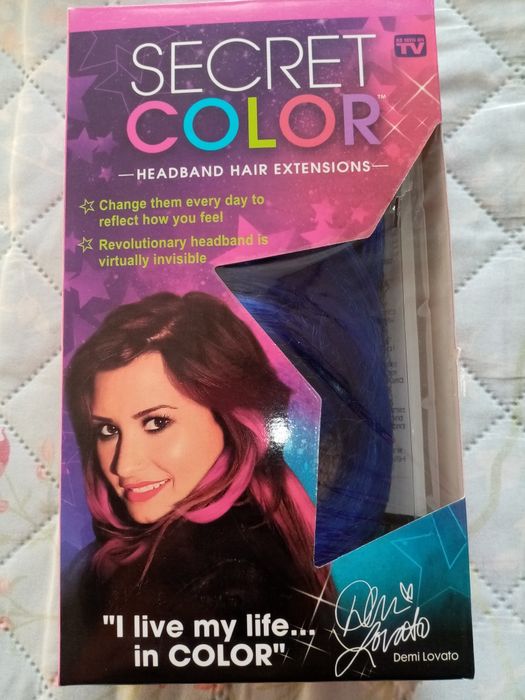 SECRET
AS SEEN ON
TV
COLOR™
—HEADBAND HAIR EXTENSIONS—
Change them every day to
reflect how you feel
Revolutionary headband is
virtually invisible
"I live my life...
in COLOR"
Demi
Lovato
Demi Lovato